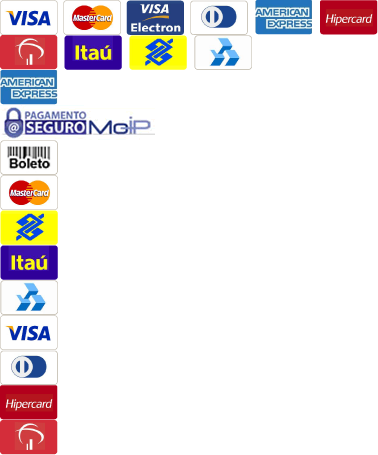 VISA MasterCard VISA Electron AMERICAN EXPRESS Hipercard
Itaú
AMERICAN EXPRESS
PAGAMENTO
SEGURO MoIP
Boleto
MasterCard
Itaú
VISA
Hipercard